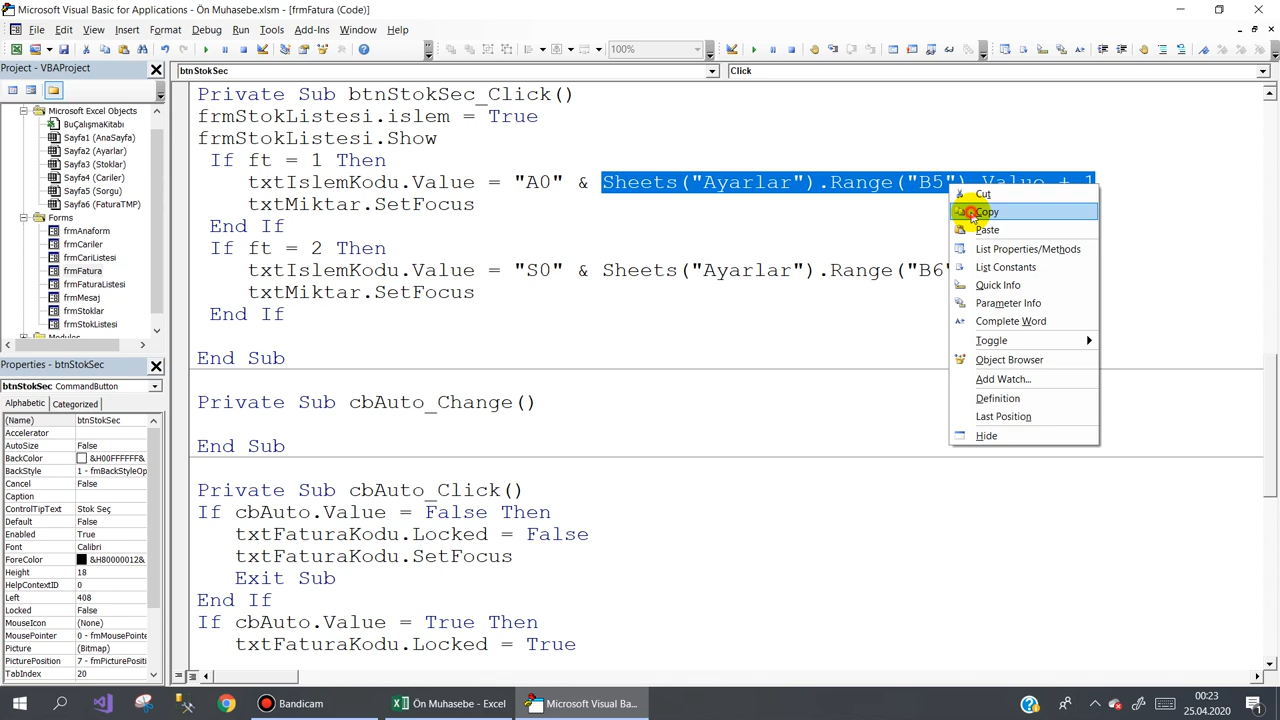 Microsoft Visual Basic for Applications - Ön Muhasebe.xlsm - [frmFatura (Code)]
File Edit View Insert Format Debug Run Tools Add-Ins Window Help
100%
Project - VBAProject
btnStokSec
Click
Microsoft Excel Objects
BuÇalışmaKitabı
Sayfa1 (AnaSayfa)
Sayfa2 (Ayarlar)
Sayfa3 (Stoklar)
Sayfa4 (Cariler)
Sayfa5 (Sorgu)
Sayfa6 (FaturaTMP)
Forms
frmAnaform
frmCariler
frmCariListesi
frmFatura
frmFaturaListesi
frmMesaj
frmStoklar
frmStokListesi
Private Sub btnStokSec_Click()
frmStokListesi.islem = True
frmStokListesi.Show
If ft = 1 Then
txtIslemKodu.Value = "A0" & Sheets("Ayarlar").Range("B5").Value + 1
txtMiktar.SetFocus
End If
If ft = 2 Then
txtIslemKodu.Value = "S0" & Sheets("Ayarlar").Range("B6"
txtMiktar.SetFocus
End If
End Sub
Private Sub cbAuto_Change()
End Sub
Private Sub cbAuto_Click()
If cbAuto.Value = False Then
txtFaturaKodu.Locked = False
txtFaturaKodu.SetFocus
Exit Sub
End If
If cbAuto.Value = True Then
txtFaturaKodu.Locked = True
Cut
Copy
Paste
List Properties/Methods
List Constants
Quick Info
Parameter Info
Complete Word
Toggle
Object Browser
Add Watch...
Definition
Last Position
Hide
Properties - btnStokSec
btnStokSec CommandButton
Alphabetic Categorized
(Name) btnStokSec
Accelerator
AutoSize False
BackColor &H00FFFFFF&
BackStyle 1 - fmBackStyleOp
Cancel False
Caption
ControlTipText Stok Seç
Default False
Enabled True
Font Calibri
ForeColor &H80000012&
Height 18
HelpContextID 0
Left 408
Locked False
MouseIcon (None)
MousePointer 0 - fmMousePointe
Picture (Bitmap)
PicturePosition 7 - fmPicturePositi
TabIndex 20
Bandicam
Ön Muhasebe - Excel
Microsoft Visual Ba...
00:23
25.04.2020